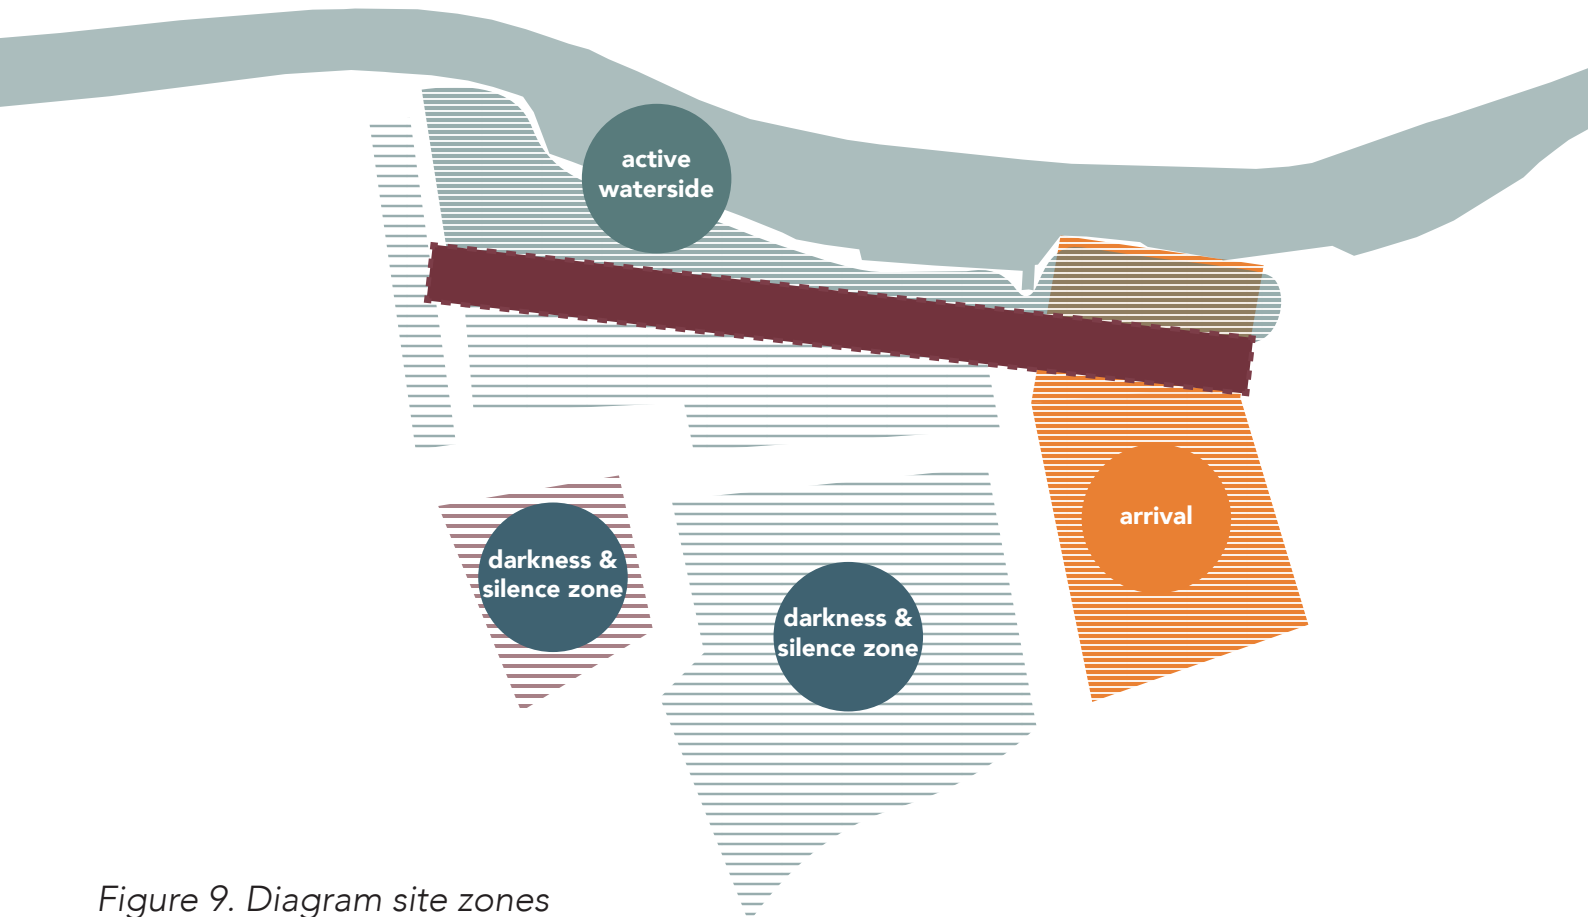 active
waterside
arrival
darkness &
silence zone
darkness &
silence zone
Figure 9. Diagram site zones